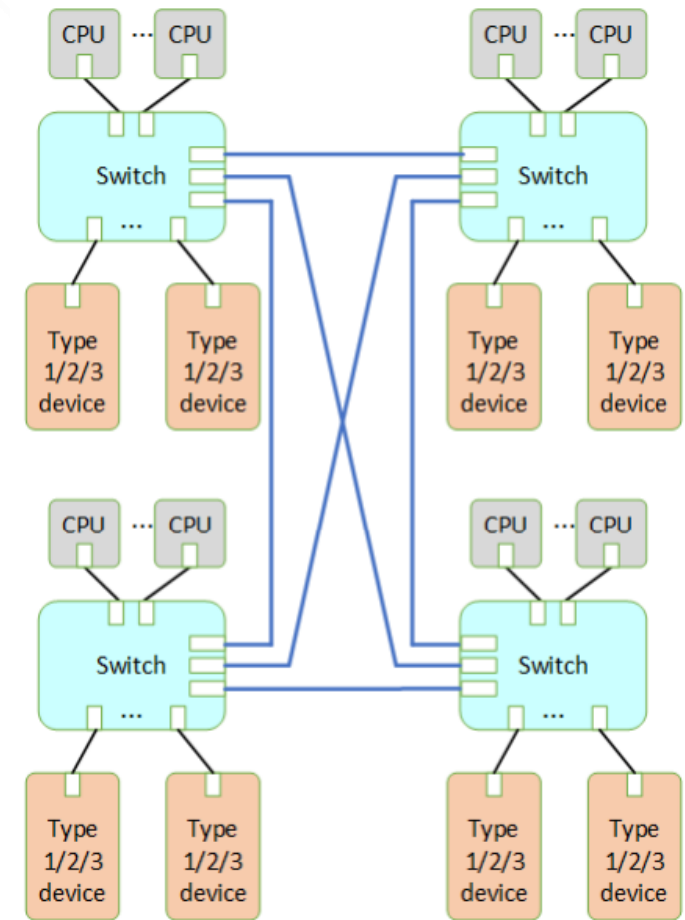 CPU ... CPU
CPU ... CPU
Switch
Switch
...
...
Type
1/2/3
device
Type
1/2/3
device
Type
1/2/3
device
Type
1/2/3
device
CPU ... CPU
CPU ... CPU
Switch
Switch
...
...
Type
1/2/3
device
Type
1/2/3
device
Type
1/2/3
device
Type
1/2/3
device